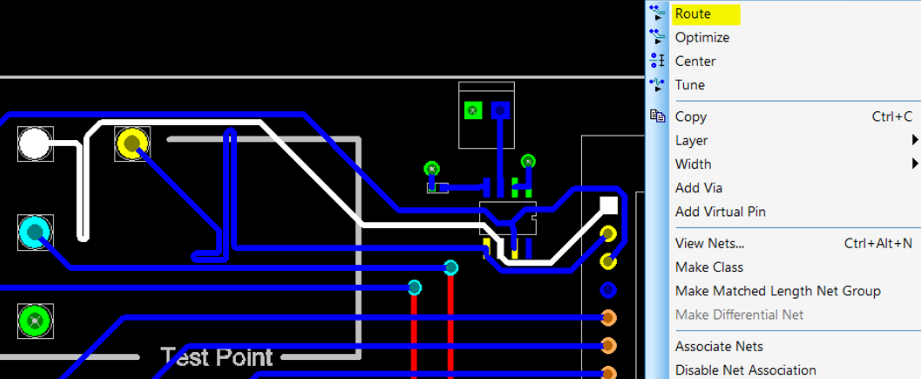 Route
Optimize
Center
Tune
Copy Ctrl+C
Layer
Width
Add Via
Add Virtual Pin
View Nets... Ctrl+Alt+N
Make Class
Make Matched Length Net Group
Make Differential Net
Associate Nets
Disable Net Association
Test Point